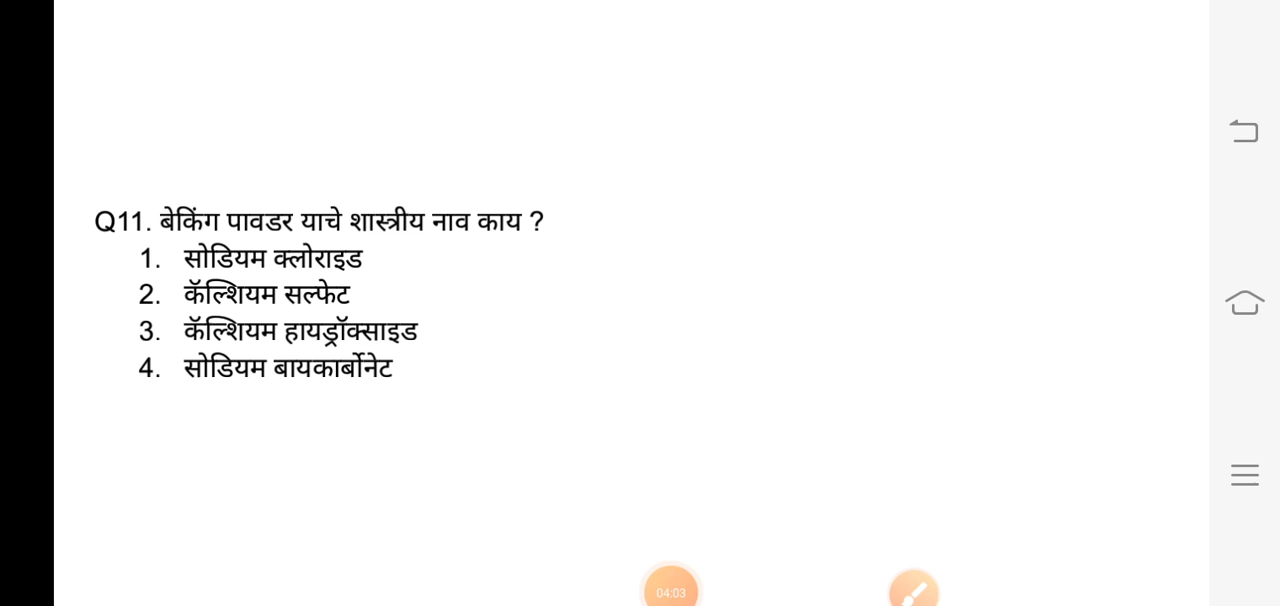 Q11. बेकिंग पावडर याचे शास्त्रीय नाव काय ?
1. सोडियम क्लोराइड
2. कॅल्शियम सल्फेट
3. कॅल्शियम हायड्रॉक्साइड
4. सोडियम बायकार्बोनेट
04:03